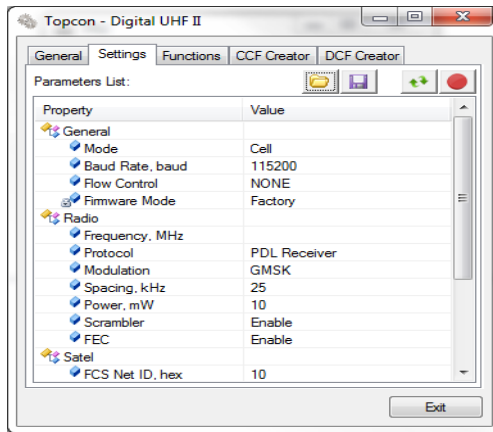 Topcon - Digital UHF II
General Settings Functions CCF Creator DCF Creator
Parameters List:
Property Value
General
Mode Cell
Baud Rate, baud 115200
Flow Control NONE
Firmware Mode Factory
Radio
Frequency, MHz
Protocol PDL Receiver
Modulation GMSK
Spacing, kHz 25
Power, mW 10
Scrambler Enable
FEC Enable
Satel
FCS Net ID, hex 10
Exit